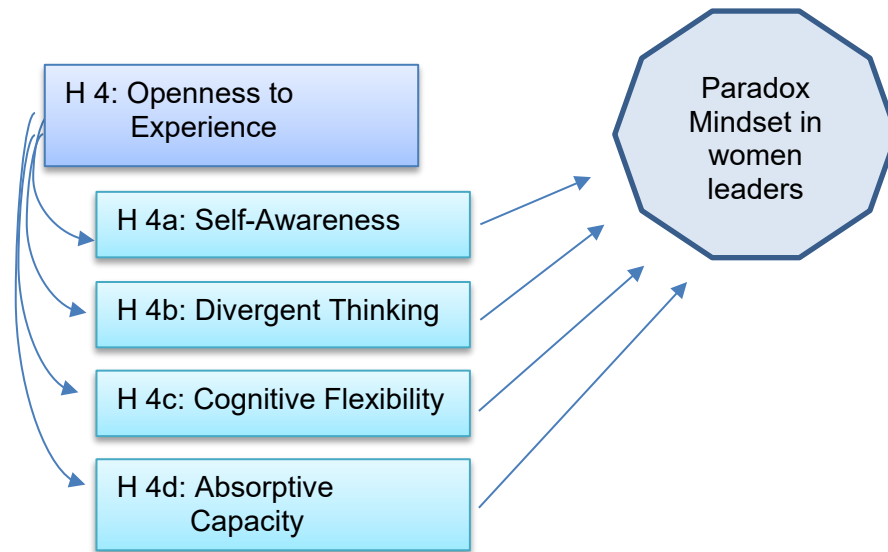 H 4: Openness to
Experience
Paradox
Mindset in
women
leaders
H 4a: Self-Awareness
H 4b: Divergent Thinking
H 4c: Cognitive Flexibility
H 4d: Absorptive
Capacity